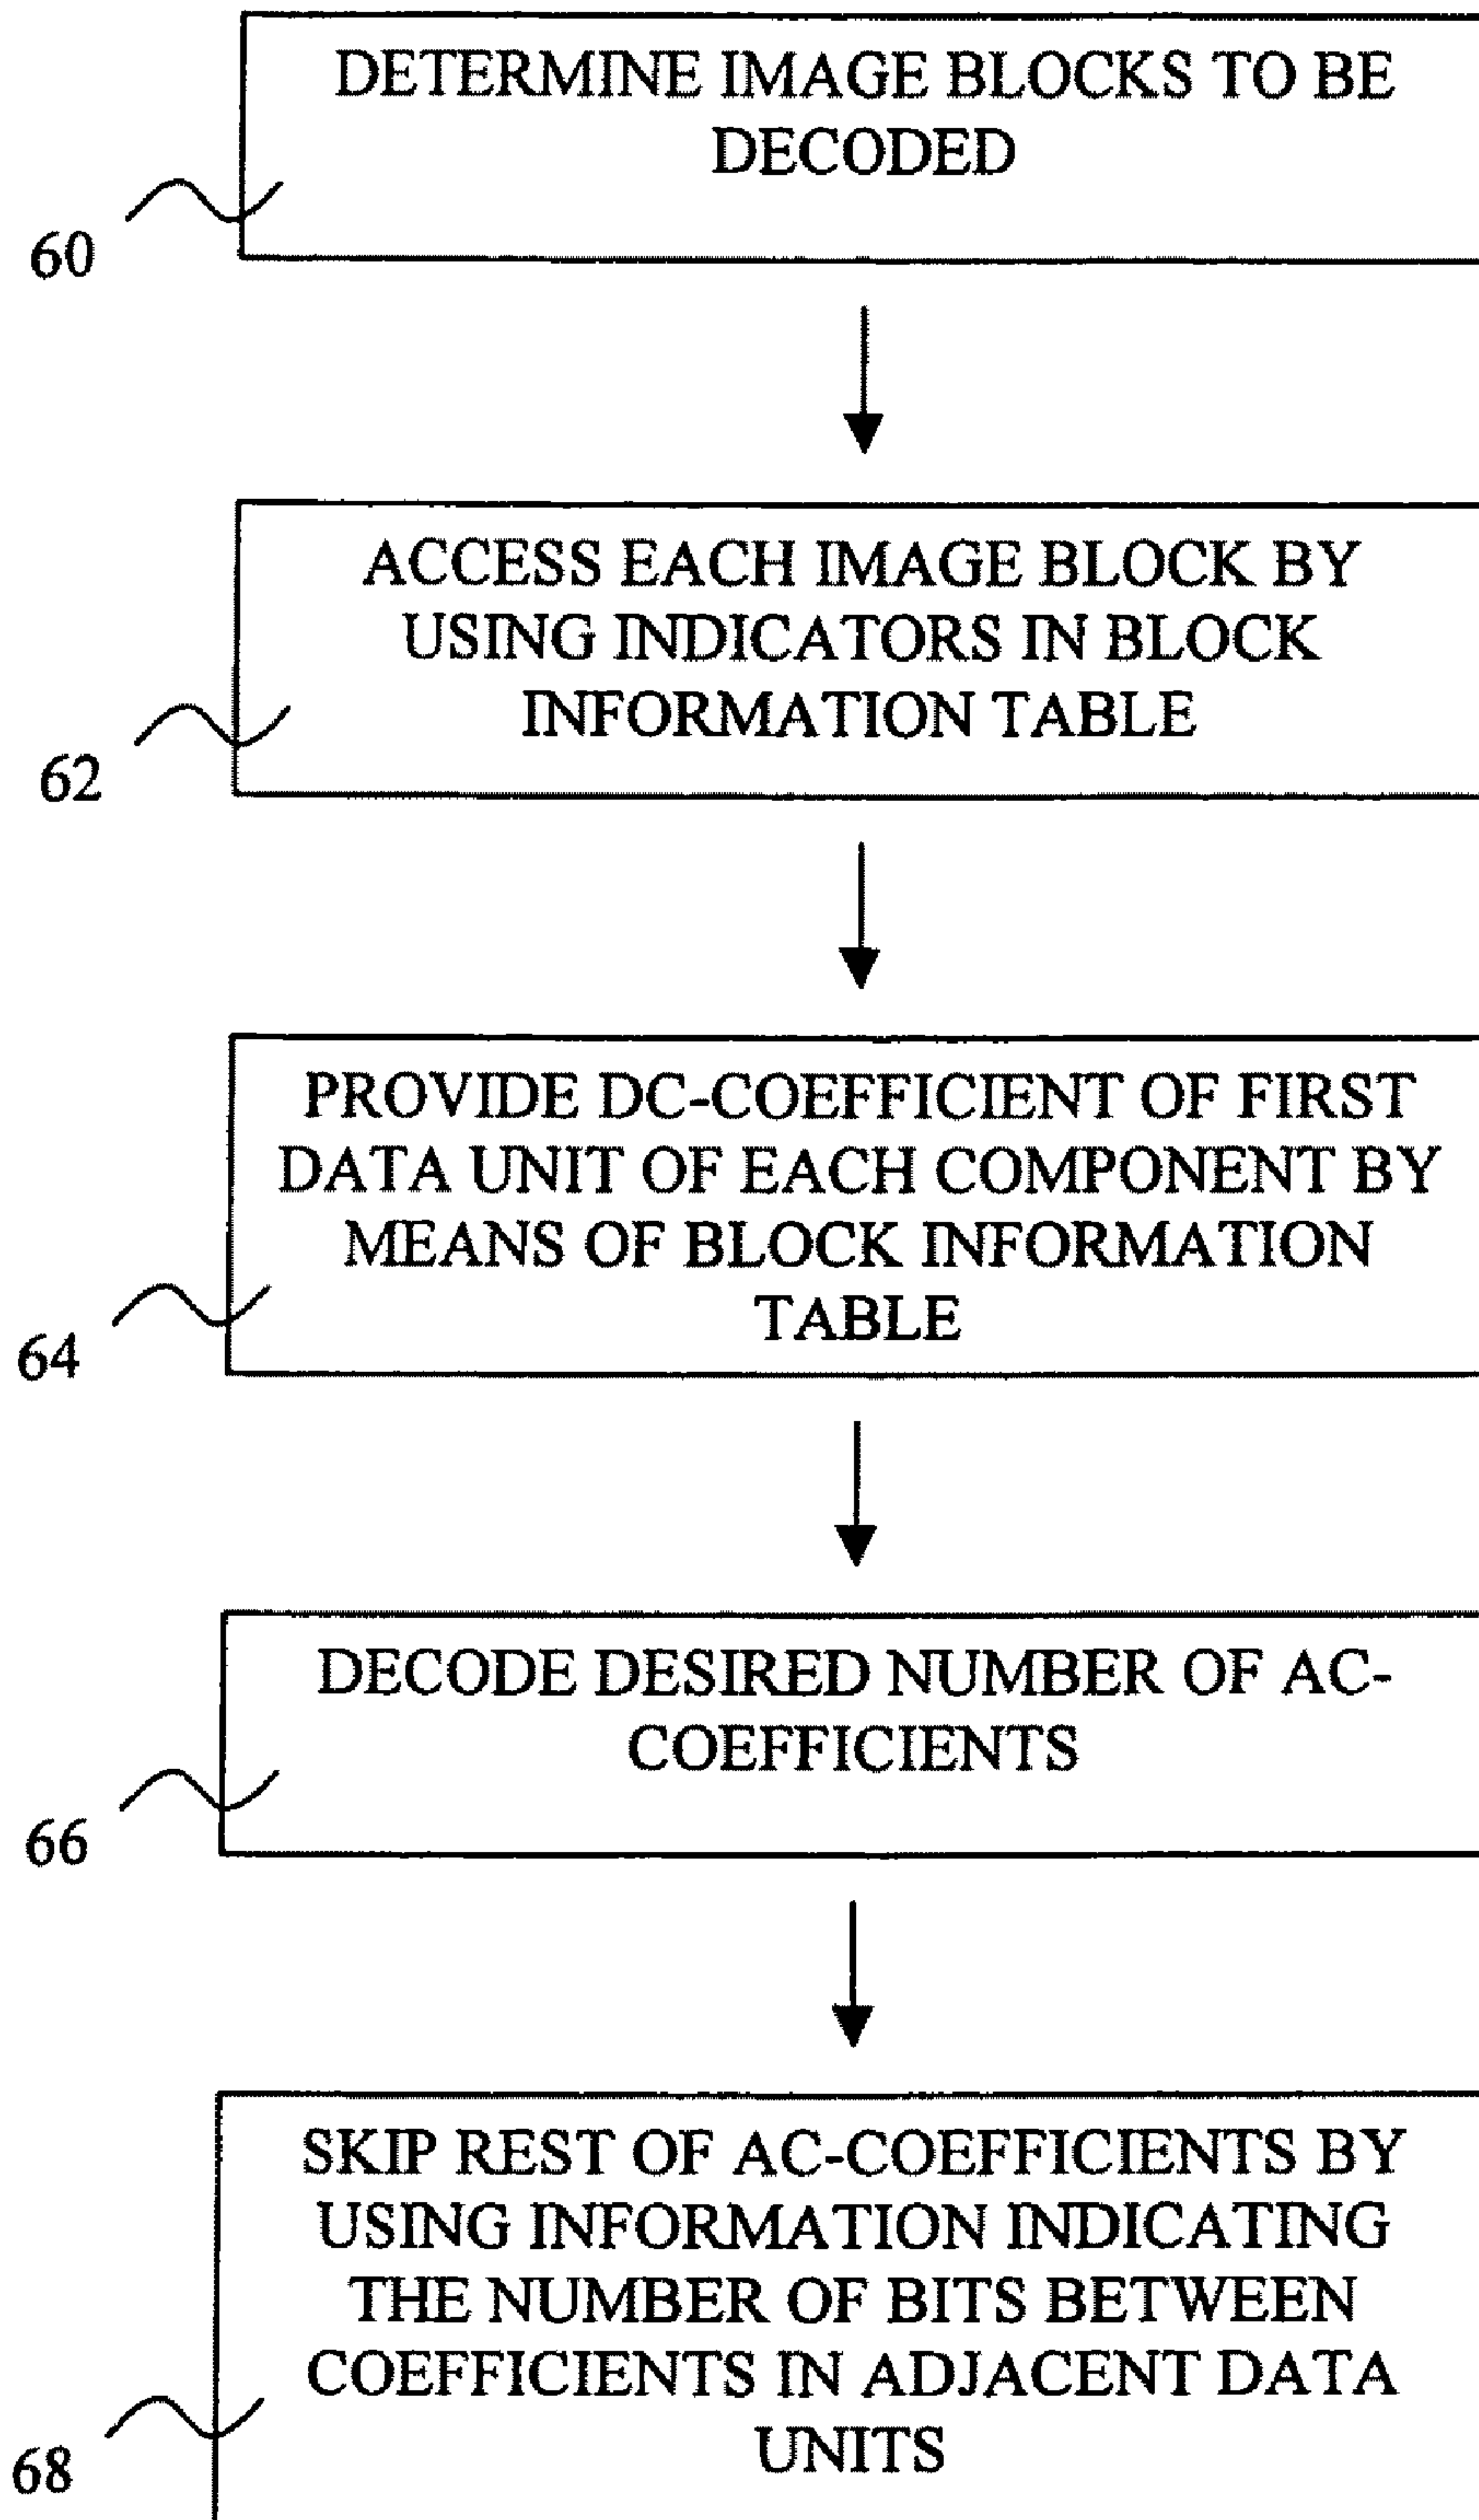 DETERMINE IMAGE BLOCKS TO BE
DECODED
60
ACCESS EACH IMAGE BLOCK BY
USING INDICATORS IN BLOCK
INFORMATION TABLE
62
PROVIDE DC-COEFFICIENT OF FIRST
DATA UNIT OF EACH COMPONENT BY
MEANS OF BLOCK INFORMATION
TABLE
64
DECODE DESIRED NUMBER OF AC-
COEFFICIENTS
66
SKIP REST OF AC-COEFFICIENTS BY
USING INFORMATION INDICATING
THE NUMBER OF BITS BETWEEN
COEFFICIENTS IN ADJACENT DATA
UNITS
68